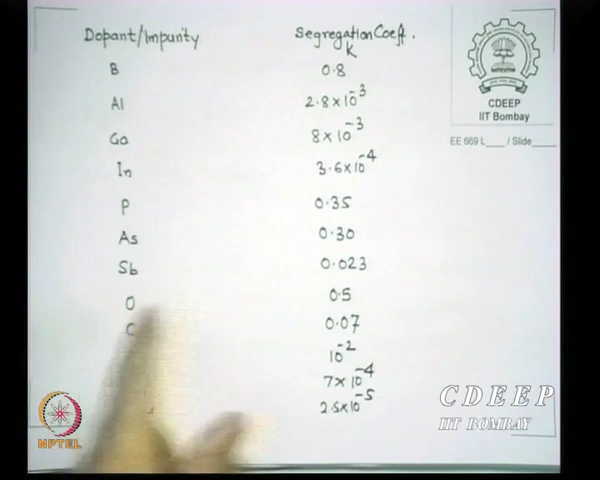 Dopant/Impurity Segregation Coeff.
K
B 0.8
Al 2.8 × 10^-3
Ga 8 × 10^-3
In 3.6 × 10^-4
P 0.35
As 0.30
Sb 0.023
O 0.5
C 0.07
10^-2
7 × 10^-4
2.5 × 10^-5
CDEEP
IIT Bombay
EE 669 L____ / Slide____
NPTEL
CDEEP
IIT BOMBAY